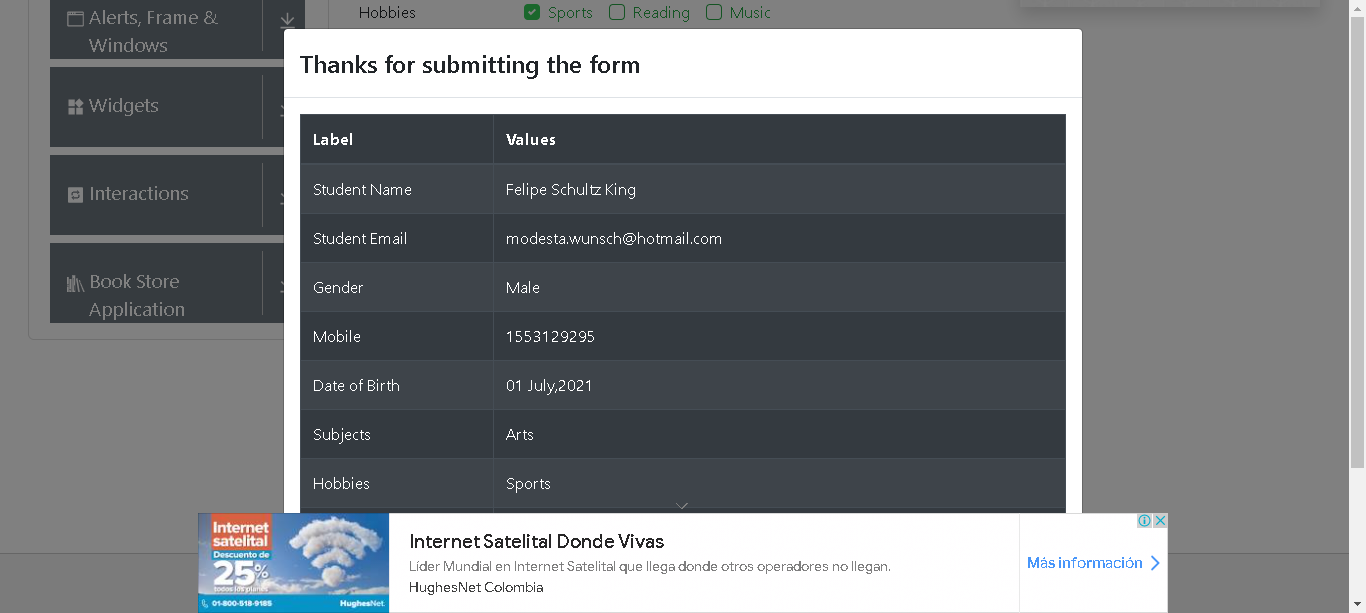 Alerts, Frame &
Windows
Hobbies
Sports
Reading
Music
Widgets
Interactions
Book Store
Application
Thanks for submitting the form
Label Values
Student Name Felipe Schultz King
Student Email modesta.wunsch@hotmail.com
Gender Male
Mobile 1553129295
Date of Birth 01 July,2021
Subjects Arts
Hobbies Sports
Internet
satelital
Descuento de
25%
todos los planes
01-800-518-9185
HughesNet.
Internet Satelital Donde Vivas
Líder Mundial en Internet Satelital que llega donde otros operadores no llegan.
HughesNet Colombia
Más información